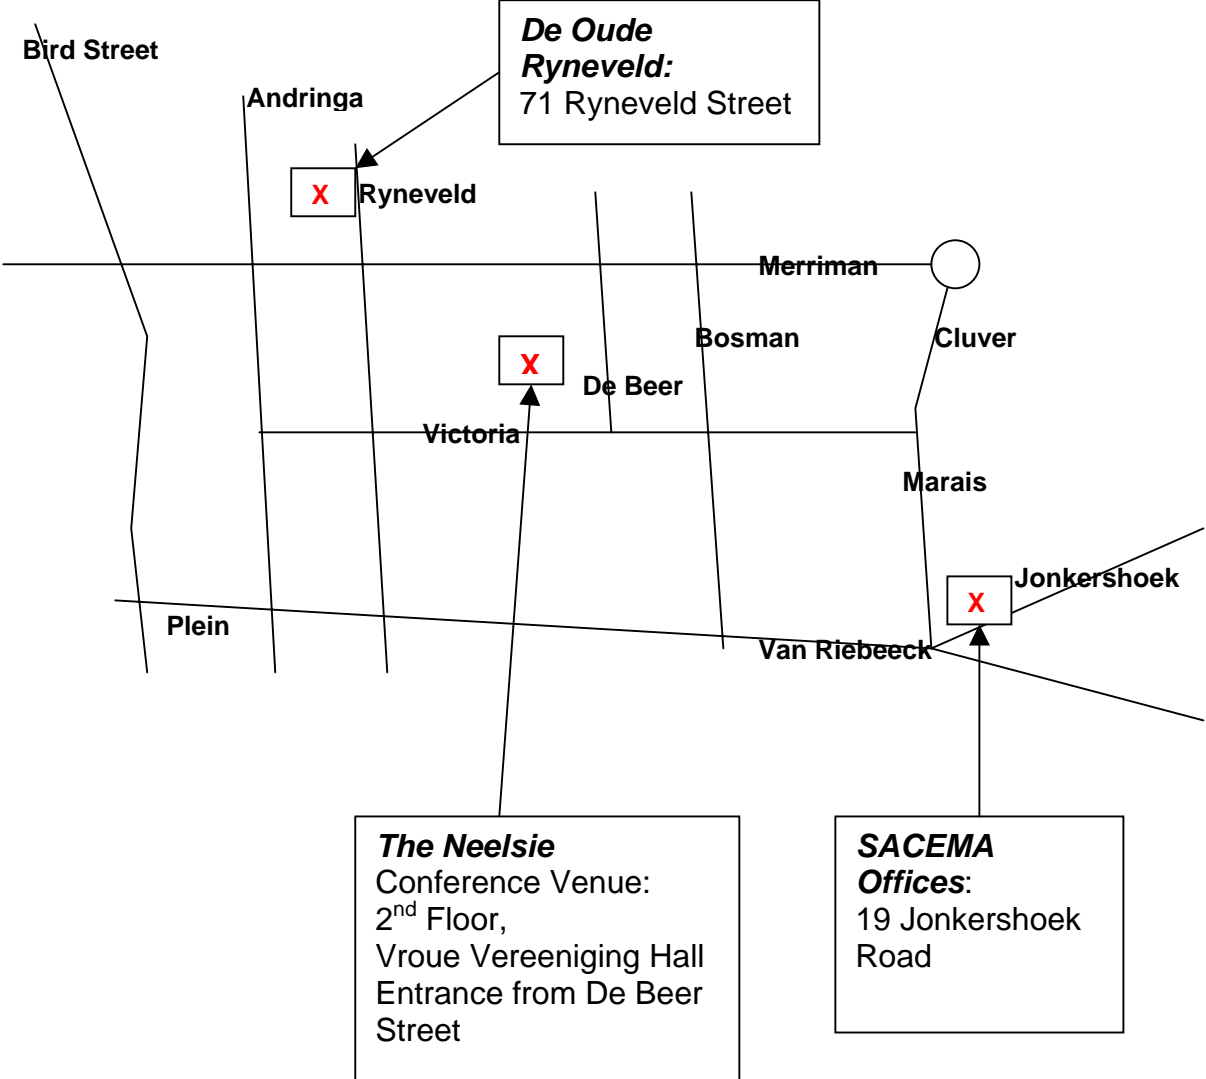 De Oude
Ryneveld:
71 Ryneveld Street
Bird Street
Andringa
X
Ryneveld
Merriman
Bosman
Cluver
X
De Beer
Victoria
Marais
Jonkershoek
X
Plein
Van Riebeeck
The Neelsie
Conference Venue:
2nd Floor,
Vroue Vereeniging Hall
Entrance from De Beer
Street
SACEMA
Offices:
19 Jonkershoek
Road